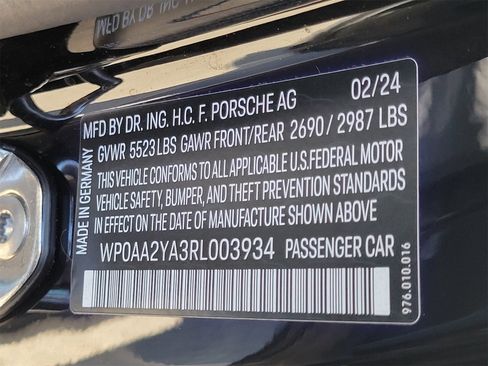 MFD BY DR. ING. H.C. F. PORSCHE AG 02/24
GVWR 5523 LBS GAWR FRONT/REAR 2690 / 2987 LBS
THIS VEHICLE CONFORMS TO ALL APPLICABLE U.S.FEDERAL MOTOR
VEHICLE SAFETY, BUMPER, AND THEFT PREVENTION STANDARDS
IN EFFECT ON THE DATE OF MANUFACTURE SHOWN ABOVE
WP0AA2YA3RL003934 PASSENGER CAR
MADE IN GERMANY
976.010.016